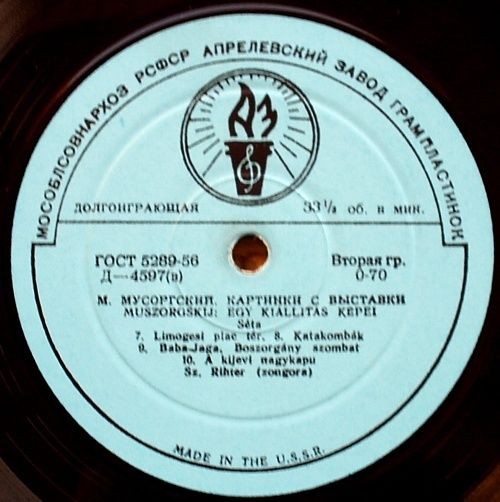 МОСОБЛСОВНАРХОЗ РСФСР АПРЕЛЕВСКИЙ ЗАВОД ГРАМПЛАСТИНОК
АЗ
ДОЛГОИГРАЮЩАЯ 33⅓ об. в мин.
ГОСТ 5289-56 Вторая гр.
Д—4597(в) 0-70
М. МУСОРГСКИЙ. КАРТИНКИ С ВЫСТАВКИ
MUSZORGSKIJ: EGY KIÁLLÍTÁS KÉPEI
Séta
7. Limogesi piac tér, 8. Katakombák
9. Baba-Jaga, Boszorgány szombat
10. A kijevi nagykapu
Sz. Rihter (zongora)
MADE IN THE U.S.S.R.